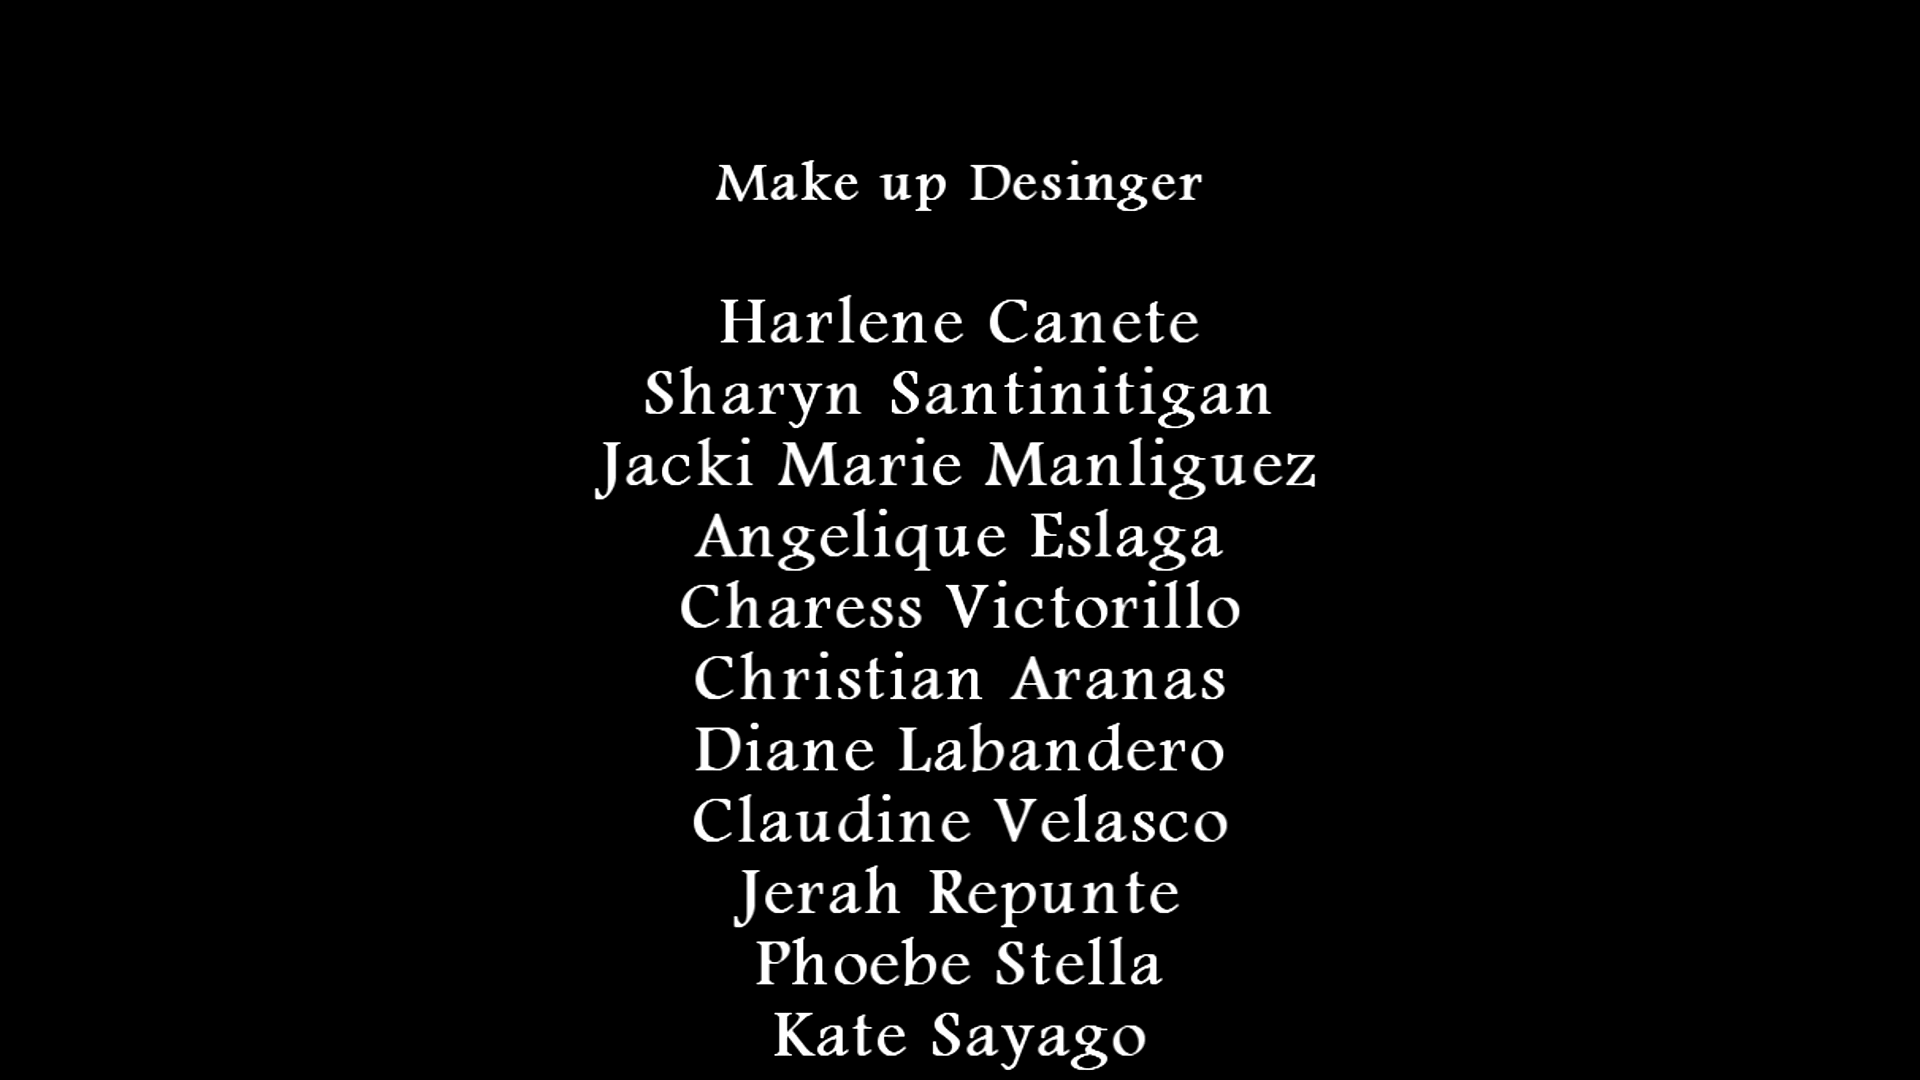 Make up Desinger
Harlene Canete
Sharyn Santinitigan
Jacki Marie Manliguez
Angelique Eslaga
Charess Victorillo
Christian Aranas
Diane Labandero
Claudine Velasco
Jerah Repunte
Phoebe Stella
Kate Sayago